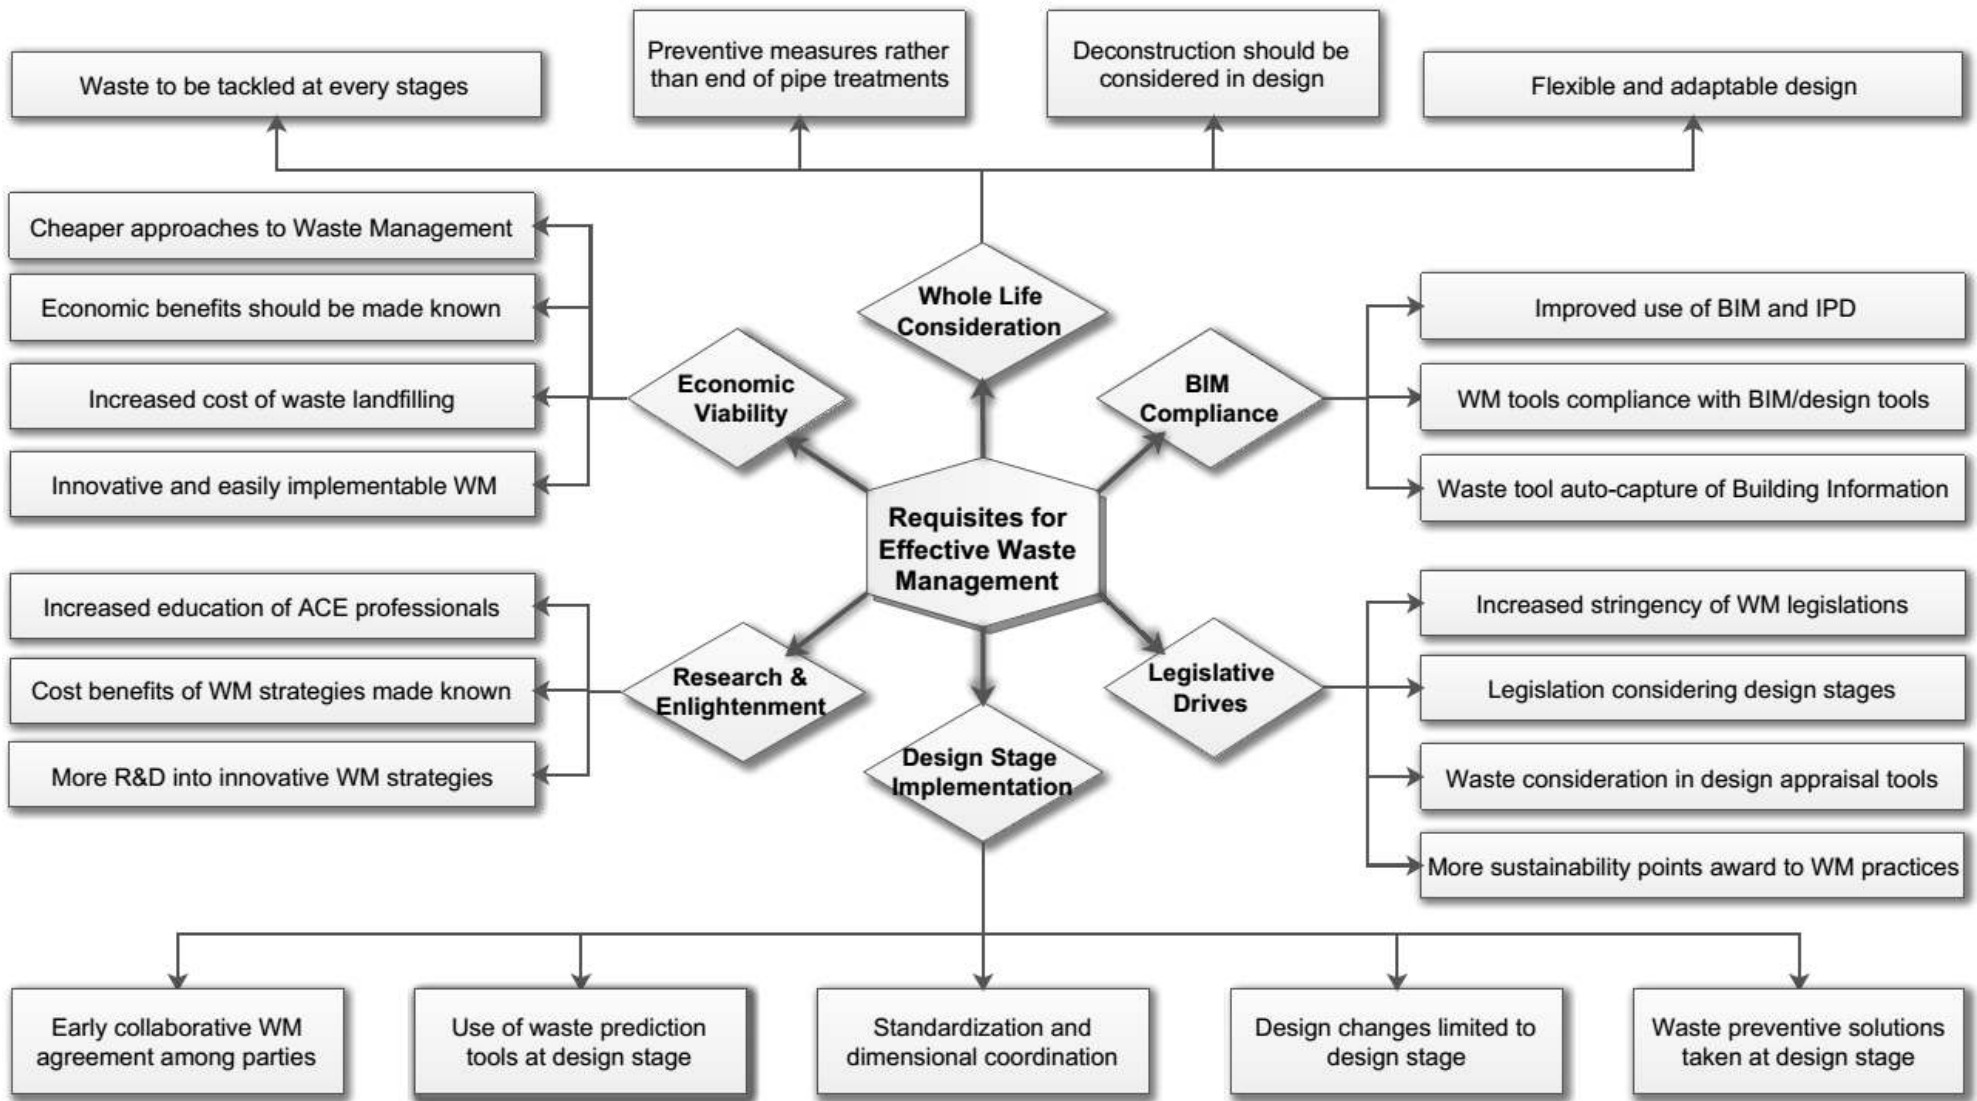 Waste to be tackled at every stages
Preventive measures rather
than end of pipe treatments
Deconstruction should be
considered in design
Flexible and adaptable design
Cheaper approaches to Waste Management
Economic benefits should be made known
Increased cost of waste landfilling
Innovative and easily implementable WM
Economic
Viability
Whole Life
Consideration
BIM
Compliance
Improved use of BIM and IPD
WM tools compliance with BIM/design tools
Waste tool auto-capture of Building Information
Requisites for
Effective Waste
Management
Increased education of ACE professionals
Cost benefits of WM strategies made known
More R&D into innovative WM strategies
Research &
Enlightenment
Design Stage
Implementation
Legislative
Drives
Increased stringency of WM legislations
Legislation considering design stages
Waste consideration in design appraisal tools
More sustainability points award to WM practices
Early collaborative WM
agreement among parties
Use of waste prediction
tools at design stage
Standardization and
dimensional coordination
Design changes limited to
design stage
Waste preventive solutions
taken at design stage